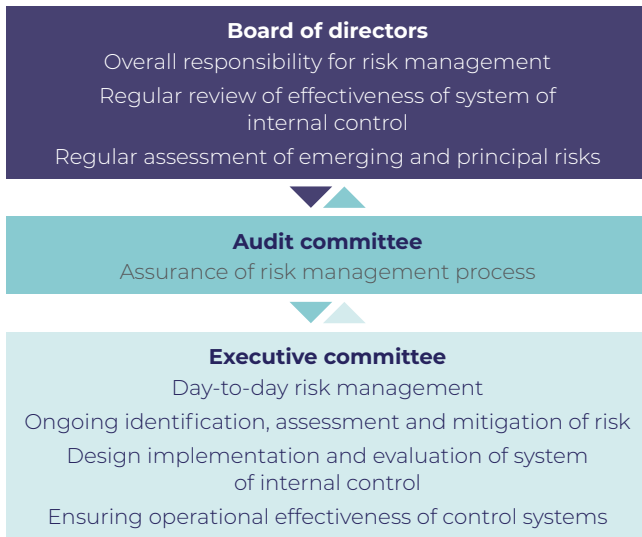 Board of directors
Overall responsibility for risk management
Regular review of effectiveness of system of
internal control
Regular assessment of emerging and principal risks
Audit committee
Assurance of risk management process
Executive committee
Day-to-day risk management
Ongoing identification, assessment and mitigation of risk
Design implementation and evaluation of system
of internal control
Ensuring operational effectiveness of control systems